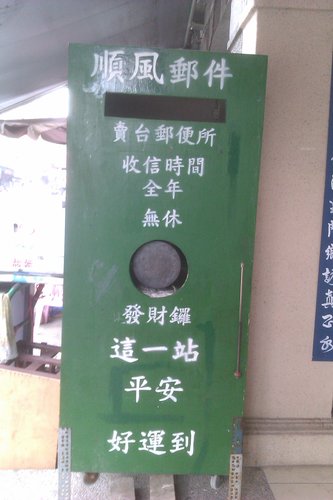 順風郵件
賣台郵便所
收信時間
全年
無休
發財鑼
這一站
平安
好運到